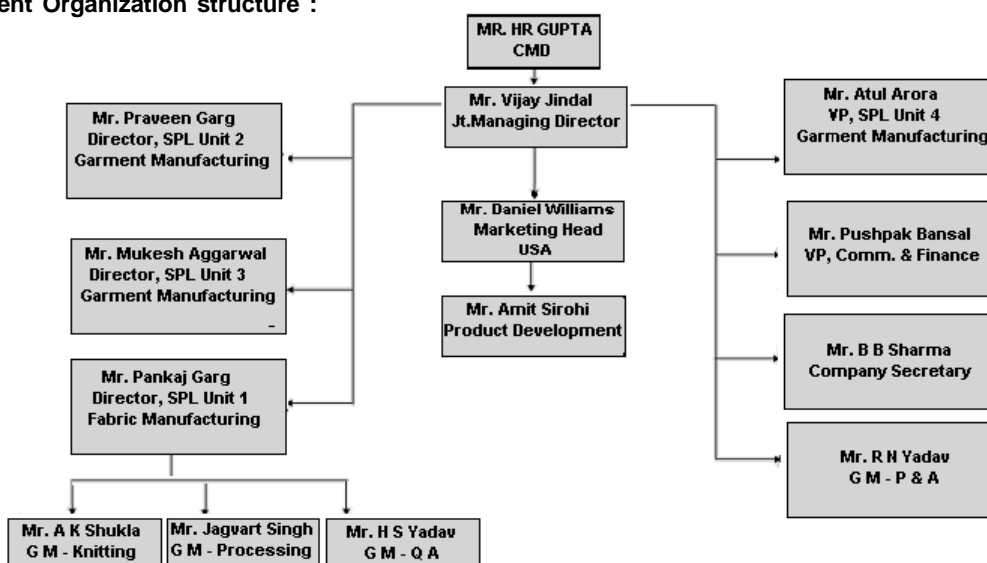 ent Organization structure :
MR. HR GUPTA
CMD
Mr. Vijay Jindal
Jt.Managing Director
Mr. Praveen Garg
Director, SPL Unit 2
Garment Manufacturing
Mr. Atul Arora
VP, SPL Unit 4
Garment Manufacturing
Mr. Daniel Williams
Marketing Head
USA
Mr. Pushpak Bansal
VP, Comm. & Finance
Mr. Mukesh Aggarwal
Director, SPL Unit 3
Garment Manufacturing
Mr. Amit Sirohi
Product Development
Mr. B B Sharma
Company Secretary
Mr. Pankaj Garg
Director, SPL Unit 1
Fabric Manufacturing
Mr. R N Yadav
G M - P & A
Mr. A K Shukla
G M - Knitting
Mr. Jagvart Singh
G M - Processing
Mr. H S Yadav
G M - Q A